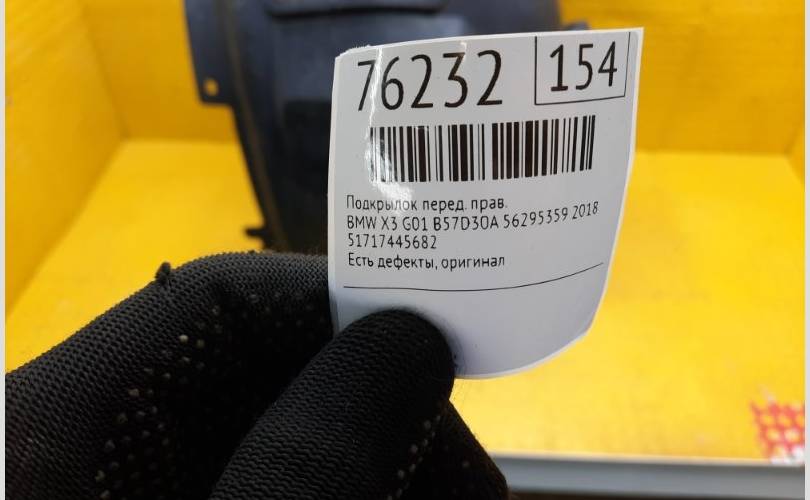 76232 154
Подкрылок перед. прав.
BMW X3 G01 B57D30A 56295359 2018
51717445682
Есть дефекты, оригинал